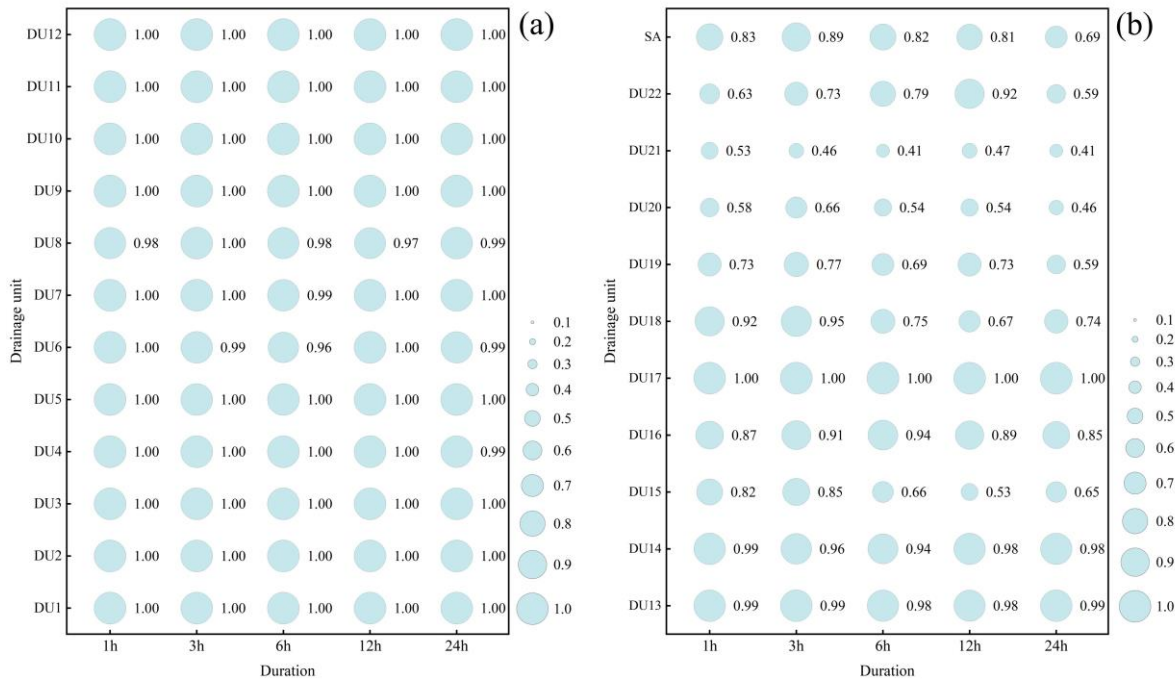 (a)
DU12 1.00 1.00 1.00 1.00 1.00
DU11 1.00 1.00 1.00 1.00 1.00
DU10 1.00 1.00 1.00 1.00 1.00
DU9 1.00 1.00 1.00 1.00 1.00
DU8 0.98 1.00 0.98 0.97 0.99
DU7 1.00 1.00 0.99 1.00 1.00
DU6 1.00 0.99 0.96 1.00 0.99
DU5 1.00 1.00 1.00 1.00 1.00
DU4 1.00 1.00 1.00 1.00 0.99
DU3 1.00 1.00 1.00 1.00 1.00
DU2 1.00 1.00 1.00 1.00 1.00
DU1 1.00 1.00 1.00 1.00 1.00
1h 3h 6h 12h 24h
Duration
Drainage unit
0.1
0.2
0.3
0.4
0.5
0.6
0.7
0.8
0.9
1.0
(b)
SA 0.83 0.89 0.82 0.81 0.69
DU22 0.63 0.73 0.79 0.92 0.59
DU21 0.53 0.46 0.41 0.47 0.41
DU20 0.58 0.66 0.54 0.54 0.46
DU19 0.73 0.77 0.69 0.73 0.59
DU18 0.92 0.95 0.75 0.67 0.74
DU17 1.00 1.00 1.00 1.00 1.00
DU16 0.87 0.91 0.94 0.89 0.85
DU15 0.82 0.85 0.66 0.53 0.65
DU14 0.99 0.96 0.94 0.98 0.98
DU13 0.99 0.99 0.98 0.98 0.99
1h 3h 6h 12h 24h
Duration
Drainage unit
0.1
0.2
0.3
0.4
0.5
0.6
0.7
0.8
0.9
1.0